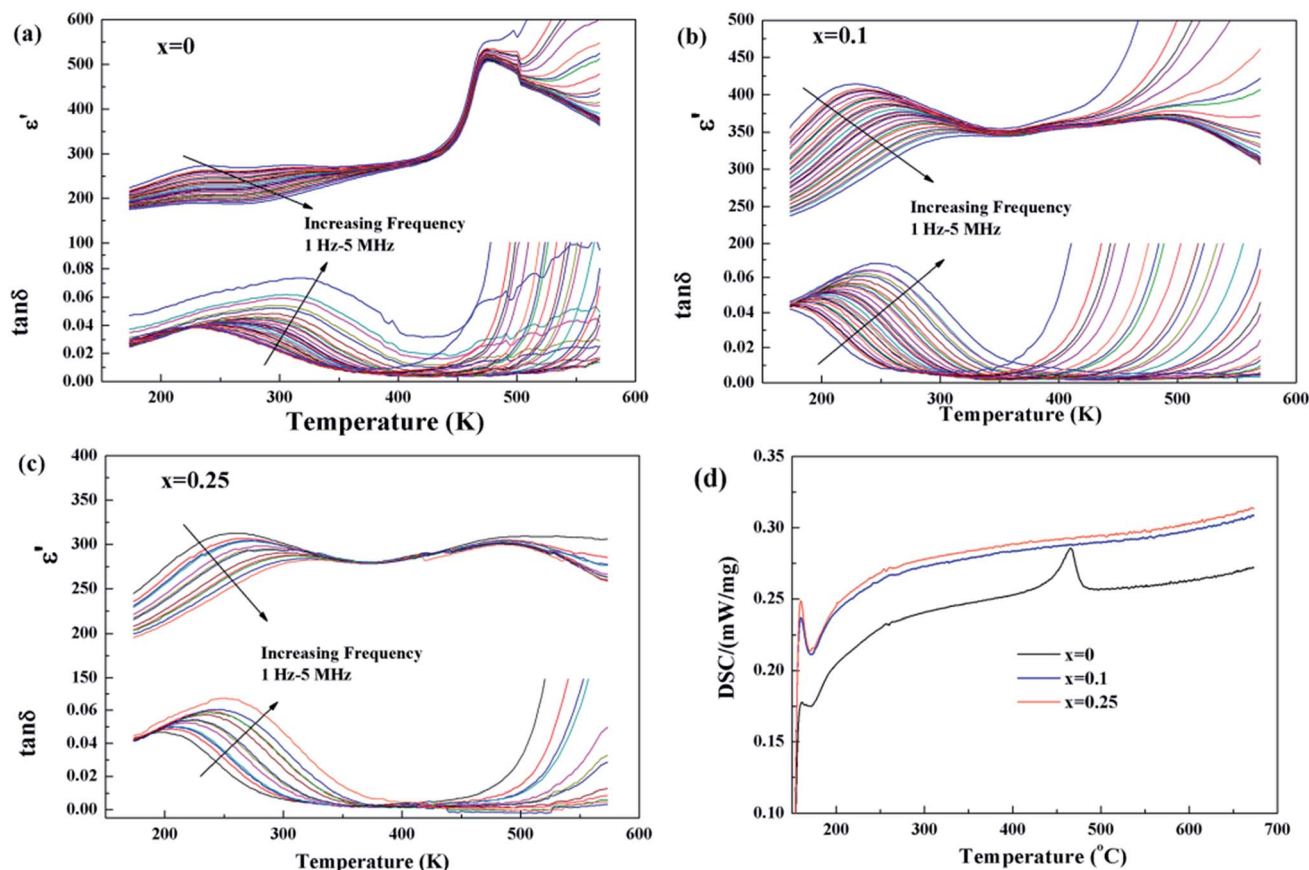 (a)
x=0
600
500
400
300
200
100
ε'
Increasing Frequency
1 Hz-5 MHz
0.08
0.06
0.04
0.02
0.00
tanδ
200 300 400 500 600
Temperature (K)
(b)
x=0.1
500
450
400
350
300
250
200
ε'
Increasing Frequency
1 Hz-5 MHz
0.06
0.04
0.02
0.00
tanδ
200 300 400 500 600
Temperature (K)
(c)
x=0.25
400
350
300
250
200
150
ε'
Increasing Frequency
1 Hz-5 MHz
0.06
0.04
0.02
0.00
tanδ
200 300 400 500 600
Temperature (K)
(d)
0.35
0.30
0.25
0.20
0.15
0.10
DSC/(mW/mg)
x=0
x=0.1
x=0.25
200 300 400 500 600 700
Temperature (°C)